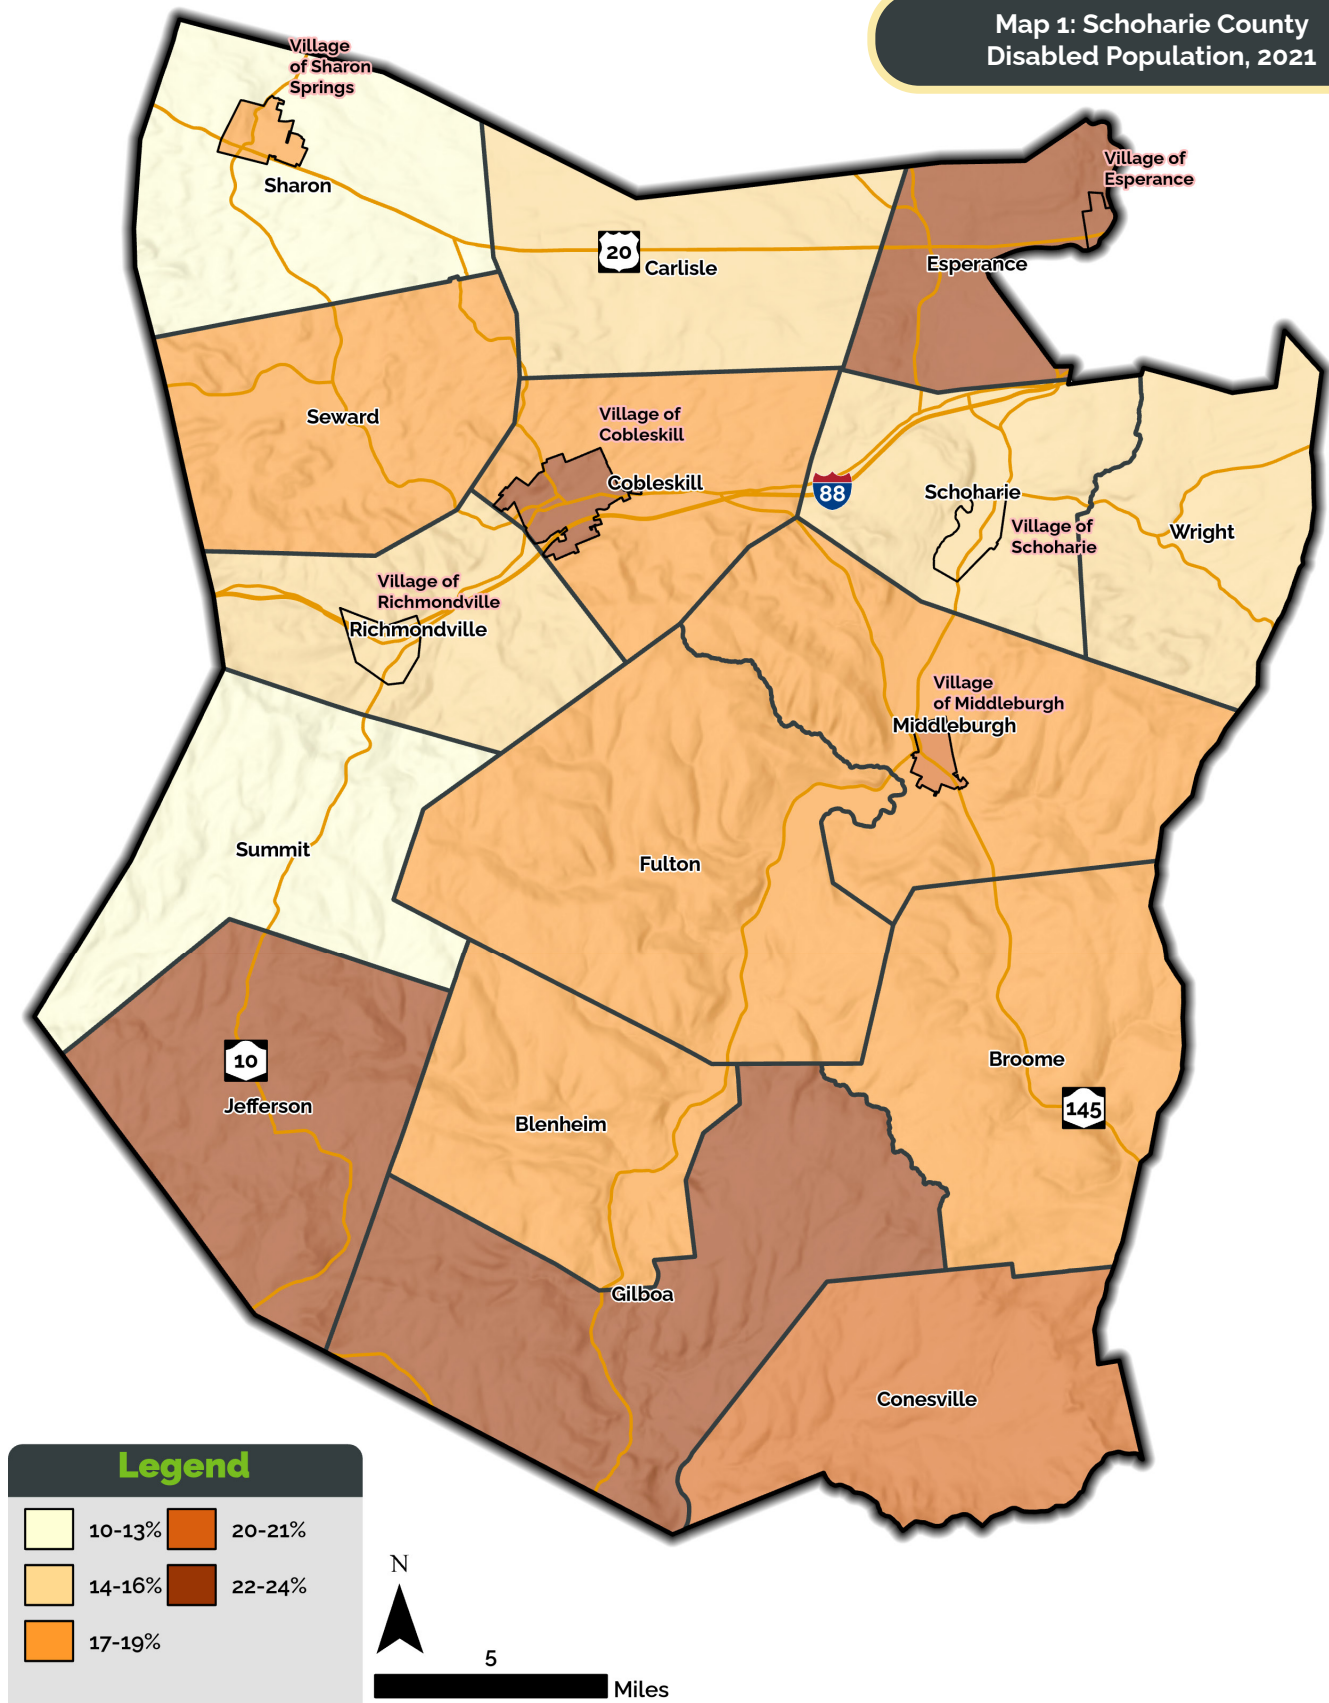 Map 1: Schoharie County
Disabled Population, 2021
Village
of Sharon
Springs
Sharon
Village of
Esperance
20
Carlisle
Esperance
Seward
Village of
Cobleskill
Cobleskill
88
Schoharie
Village of
Schoharie
Wright
Village of
Richmondville
Richmondville
Village
of Middleburgh
Middleburgh
Summit
Fulton
10
Jefferson
Blenheim
Broome
145
Gilboa
Conesville
Legend
10-13%
20-21%
14-16%
22-24%
17-19%
N
5
Miles